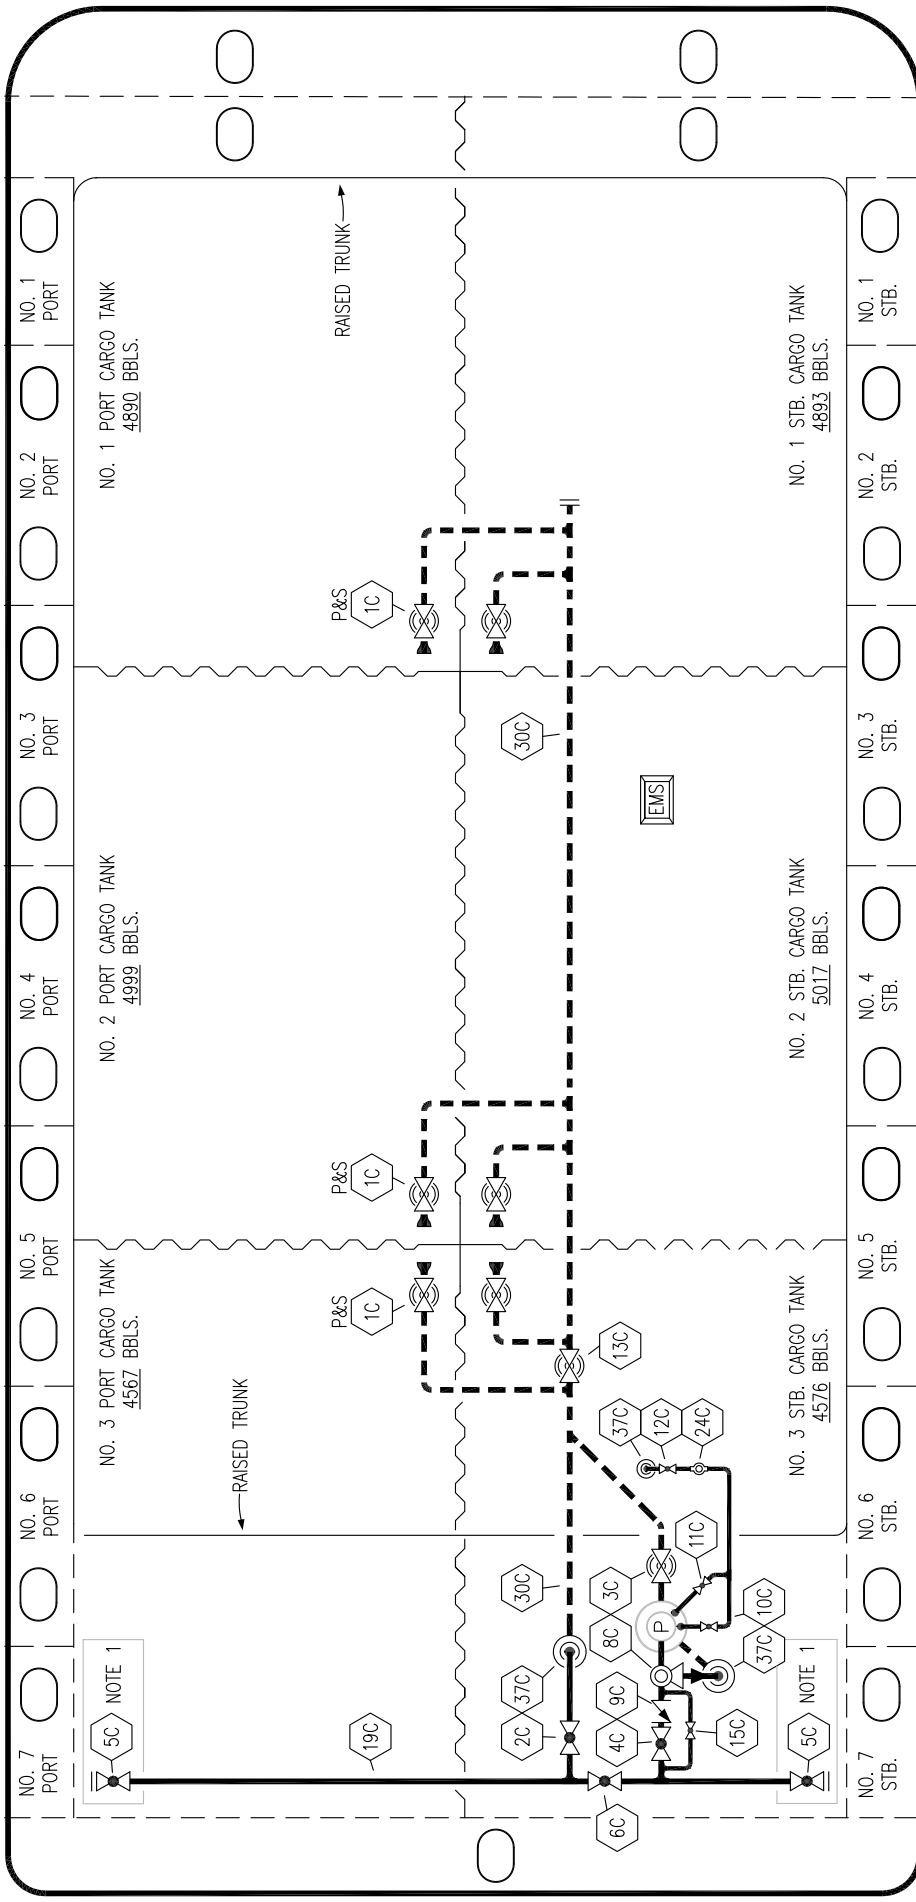 NO. 1
PORT
NO. 2
PORT
NO. 3
PORT
NO. 4
PORT
NO. 5
PORT
NO. 6
PORT
NO. 7
PORT
NO. 1 PORT CARGO TANK
4890 BBLS.
NO. 2 PORT CARGO TANK
4999 BBLS.
NO. 3 PORT CARGO TANK
4567 BBLS.
RAISED TRUNK
RAISED TRUNK
5C
NOTE 1
19C
P&S
1C
P&S
1C
P&S
1C
30C
30C
13C
37C
2C
3C
8C
9C
4C
6C
37C
12C
24C
11C
10C
37C
15C
P
EMS
5C
NOTE 1
NO. 1 STB. CARGO TANK
4893 BBLS.
NO. 2 STB. CARGO TANK
5017 BBLS.
NO. 3 STB. CARGO TANK
4576 BBLS.
NO. 1
STB.
NO. 2
STB.
NO. 3
STB.
NO. 4
STB.
NO. 5
STB.
NO. 6
STB.
NO. 7
STB.